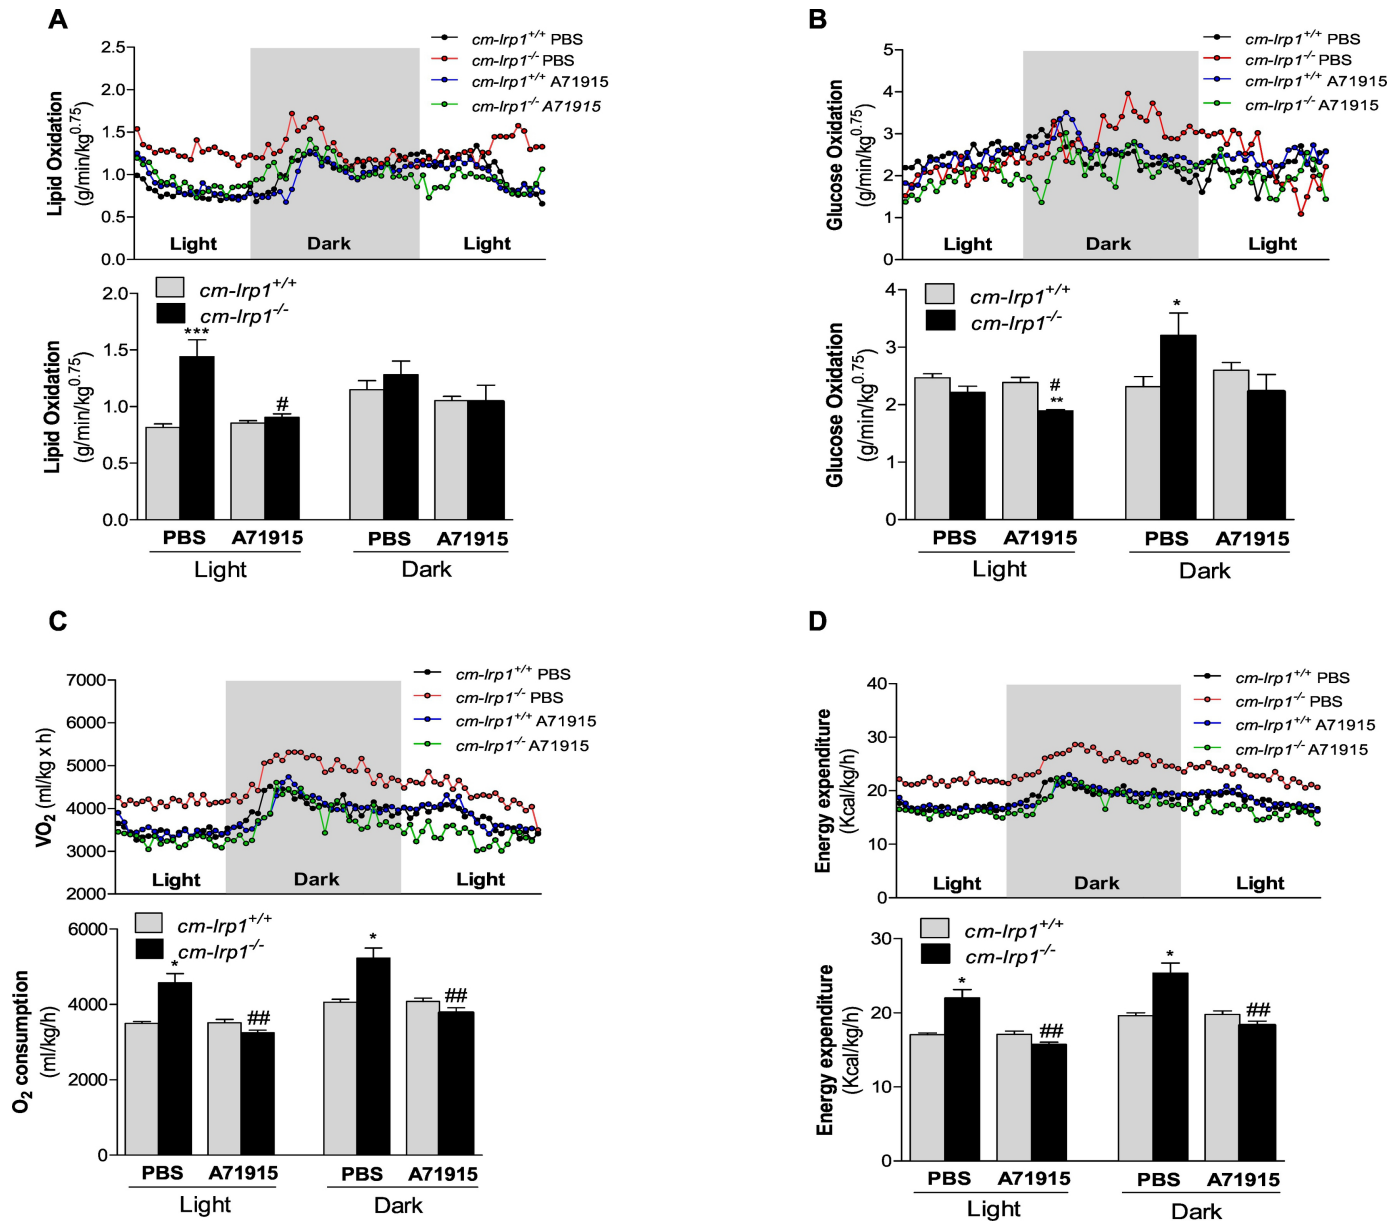 A
cm-lrp1+/+ PBS
cm-lrp1-/- PBS
cm-lrp1+/+ A71915
cm-lrp1-/- A71915
Lipid Oxidation
(g/min/kg0.75)
2.5
2.0
1.5
1.0
0.5
0.0
Light
Dark
Light
cm-lrp1+/+
cm-lrp1-/-
Lipid Oxidation
(g/min/kg0.75)
2.0
1.5
1.0
0.5
0.0
***
#
PBS
A71915
PBS
A71915
Light
Dark
B
cm-lrp1+/+ PBS
cm-lrp1-/- PBS
cm-lrp1+/+ A71915
cm-lrp1-/- A71915
Glucose Oxidation
(g/min/kg0.75)
5
4
3
2
1
0
Light
Dark
Light
cm-lrp1+/+
cm-lrp1-/-
Glucose Oxidation
(g/min/kg0.75)
4
3
2
1
0
#
**
*
PBS
A71915
PBS
A71915
Light
Dark
C
cm-lrp1+/+ PBS
cm-lrp1-/- PBS
cm-lrp1+/+ A71915
cm-lrp1-/- A71915
VO2 (ml/kg x h)
7000
6000
5000
4000
3000
2000
Light
Dark
Light
cm-lrp1+/+
cm-lrp1-/-
O2 consumption
(ml/kg/h)
6000
4000
2000
0
*
##
*
##
PBS
A71915
PBS
A71915
Light
Dark
D
cm-lrp1+/+ PBS
cm-lrp1-/- PBS
cm-lrp1+/+ A71915
cm-lrp1-/- A71915
Energy expenditure
(Kcal/kg/h)
40
30
20
10
0
Light
Dark
Light
cm-lrp1+/+
cm-lrp1-/-
Energy expenditure
(Kcal/kg/h)
30
20
10
0
*
##
*
##
PBS
A71915
PBS
A71915
Light
Dark